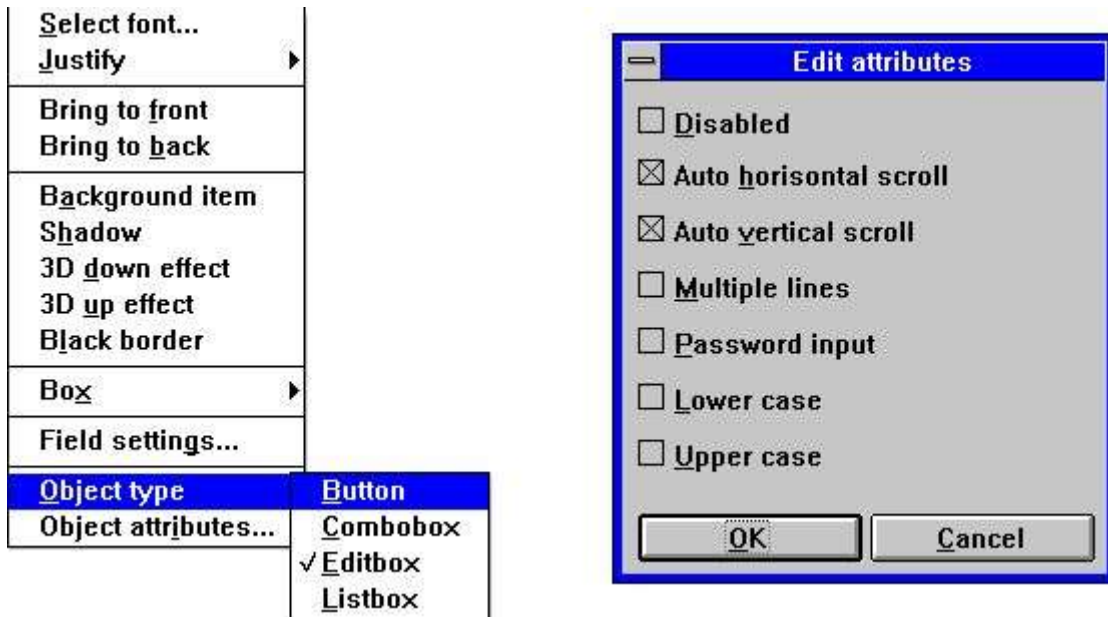 Select font...
Justify
Bring to front
Bring to back
Background item
Shadow
3D down effect
3D up effect
Black border
Box
Field settings...
Object type
Object attributes...
Button
Combobox
Editbox
Listbox
Edit attributes
Disabled
Auto horisontal scroll
Auto vertical scroll
Multiple lines
Password input
Lower case
Upper case
OK
Cancel